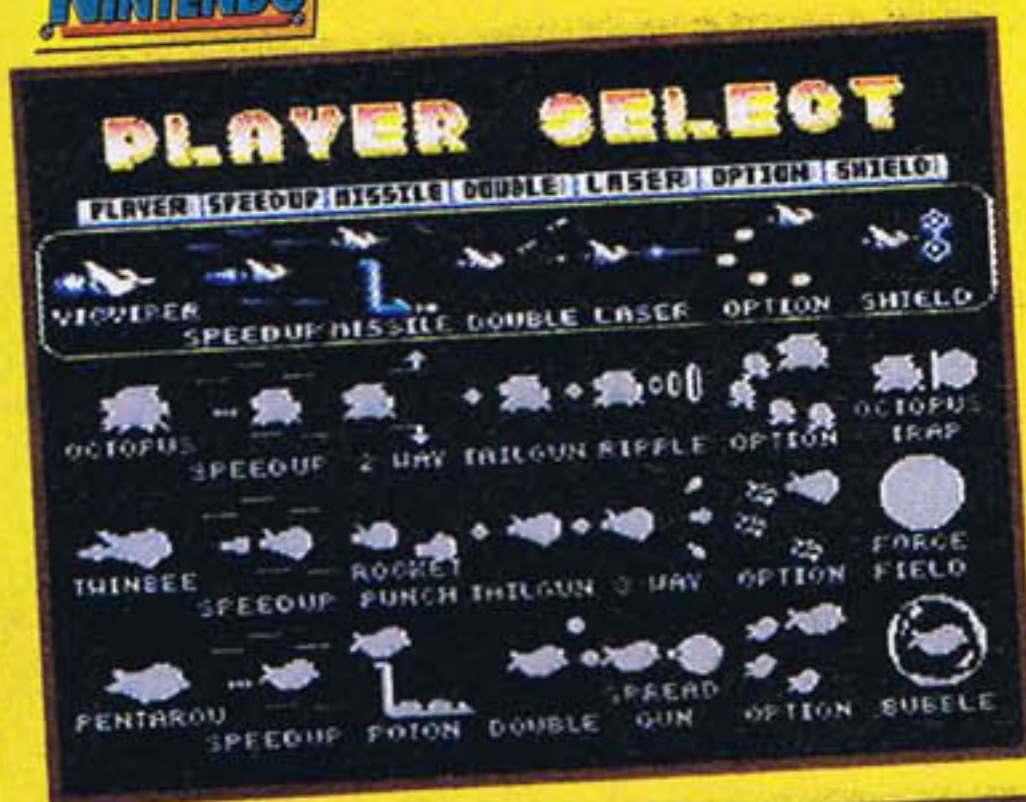 NINTENDO
PLAYER SELECT
PLAYER SPEEDUP MISSILE DOUBLE LASER OPTION SHIELD
VICVIPER SPEEDUP MISSILE DOUBLE LASER OPTION SHIELD
OCTOPUS SPEEDUP 2 WAY TAILGUN RIPPLE OPTION OCTOPUS TRAP
TWINBEE SPEEDUP ROCKET PUNCH TAILGUN 3 WAY OPTION FORCE FIELD
PENTAROU SPEEDUP POTON DOUBLE SPREAD GUN OPTION BUBBLE